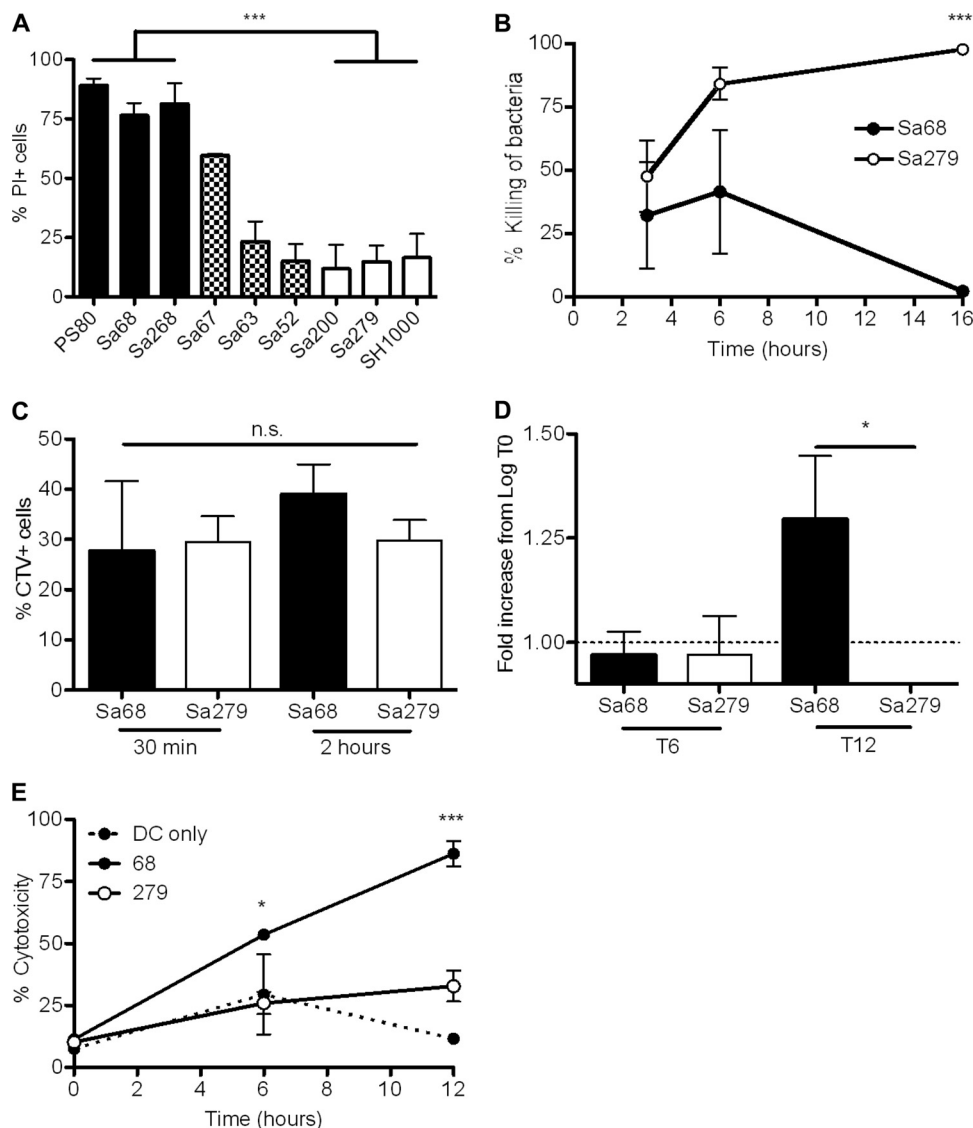 A
***
% PI+ cells
100
75
50
25
0
PS80
Sa68
Sa268
Sa67
Sa63
Sa52
Sa200
Sa279
SH1000
B
***
% Killing of bacteria
100
75
50
25
0
Sa68
Sa279
0 2 4 6 8 10 12 14 16
Time (hours)
C
n.s.
% CTV+ cells
50
40
30
20
10
0
Sa68 Sa279 Sa68 Sa279
30 min 2 hours
D
*
Fold increase from Log T0
1.50
1.25
1.00
Sa68 Sa279 Sa68 Sa279
T6 T12
E
***
*
% Cytotoxicity
100
75
50
25
0
DC only
68
279
0 2 4 6 8 10 12
Time (hours)